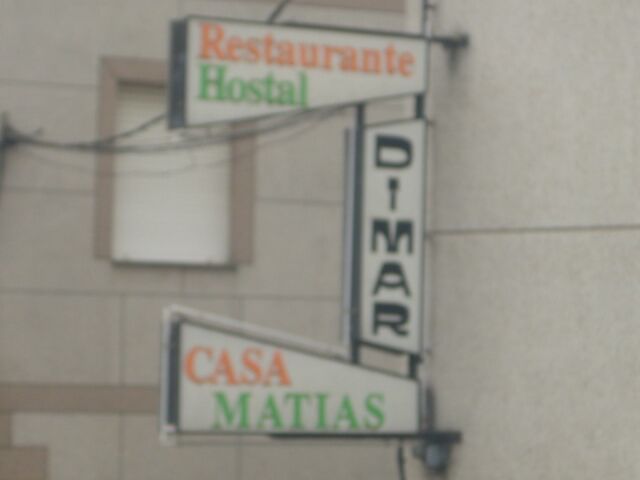 Restaurante
Hostal
DIMAR
CASA
MATIAS